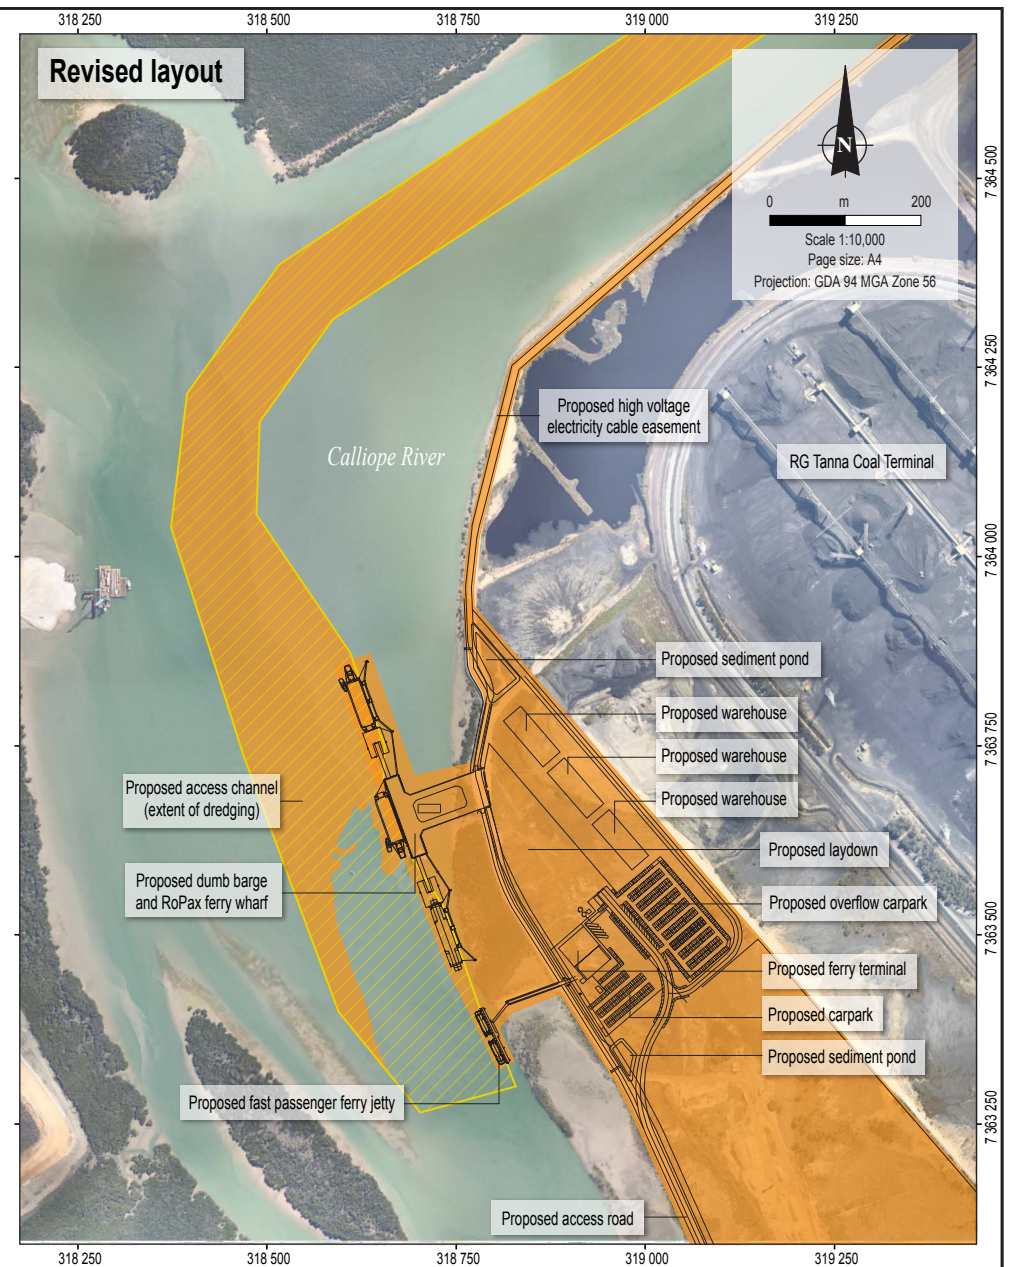 318 250
318 500
318 750
319 000
319 250
Revised layout
N
0 m 200
Scale 1:10,000
Page size: A4
Projection: GDA 94 MGA Zone 56
7 364 500
7 364 250
Proposed high voltage
electricity cable easement
Calliope River
RG Tanna Coal Terminal
7 364 000
Proposed sediment pond
Proposed warehouse
7 363 750
Proposed warehouse
Proposed access channel
(extent of dredging)
Proposed warehouse
Proposed laydown
Proposed dumb barge
and RoPax ferry wharf
Proposed overflow carpark
7 363 500
Proposed ferry terminal
Proposed carpark
Proposed sediment pond
Proposed fast passenger ferry jetty
7 363 250
Proposed access road
318 250
318 500
318 750
319 000
319 250